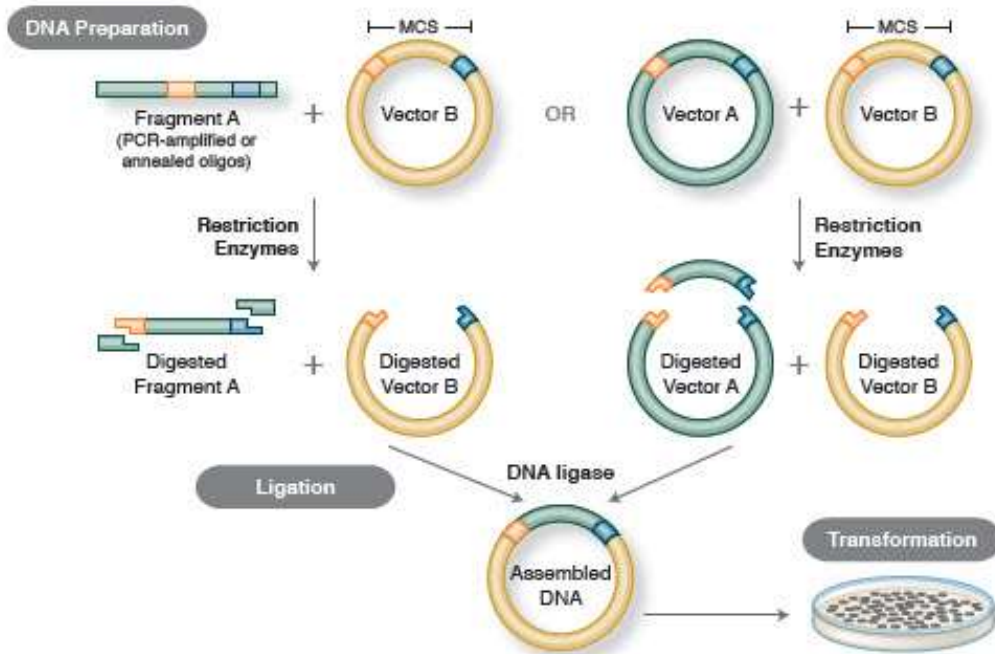 DNA Preparation
MCS
MCS
Fragment A
(PCR-amplified or
annealed oligos)
+
Vector B
OR
Vector A
+
Vector B
Restriction
Enzymes
Restriction
Enzymes
Digested
Fragment A
+
Digested
Vector B
Digested
Vector A
+
Digested
Vector B
Ligation
DNA ligase
Assembled
DNA
Transformation